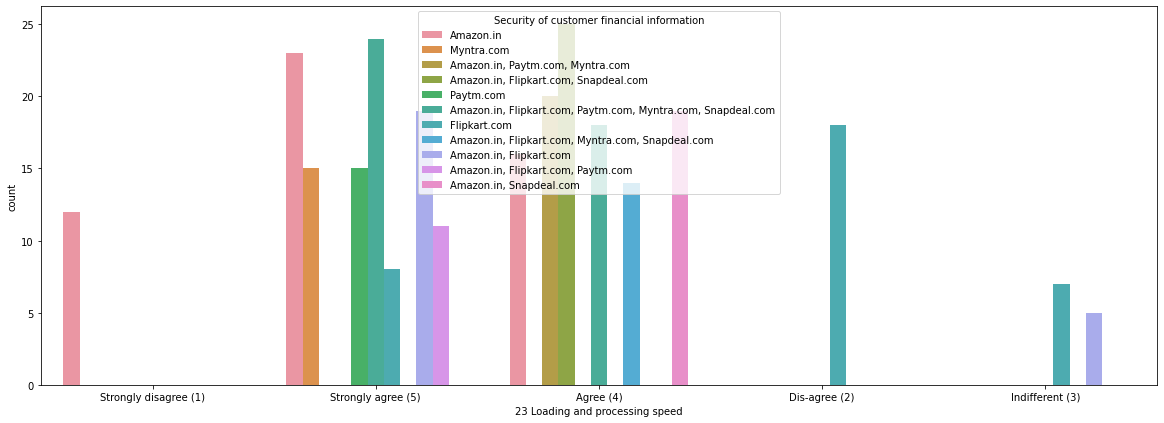 Security of customer financial information
Amazon.in
Myntra.com
Amazon.in, Paytm.com, Myntra.com
Amazon.in, Flipkart.com, Snapdeal.com
Paytm.com
Amazon.in, Flipkart.com, Paytm.com, Myntra.com, Snapdeal.com
Flipkart.com
Amazon.in, Flipkart.com, Myntra.com, Snapdeal.com
Amazon.in, Flipkart.com
Amazon.in, Flipkart.com, Paytm.com
Amazon.in, Snapdeal.com
25
20
15
10
5
0
count
Strongly disagree (1)
Strongly agree (5)
Agree (4)
Dis-agree (2)
Indifferent (3)
23 Loading and processing speed